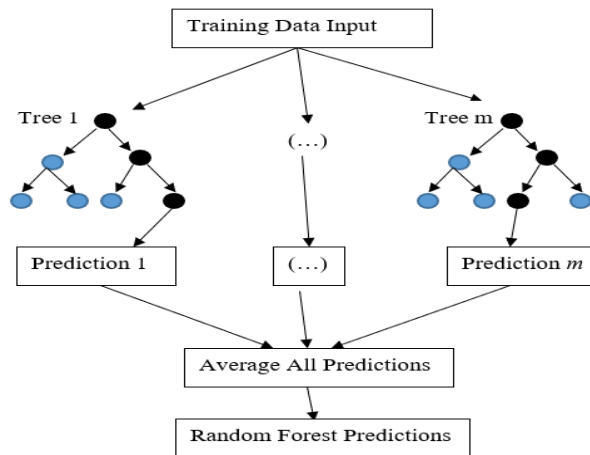 Training Data Input
Tree 1
(...)
Tree m
Prediction 1
(...)
Prediction m
Average All Predictions
Random Forest Predictions